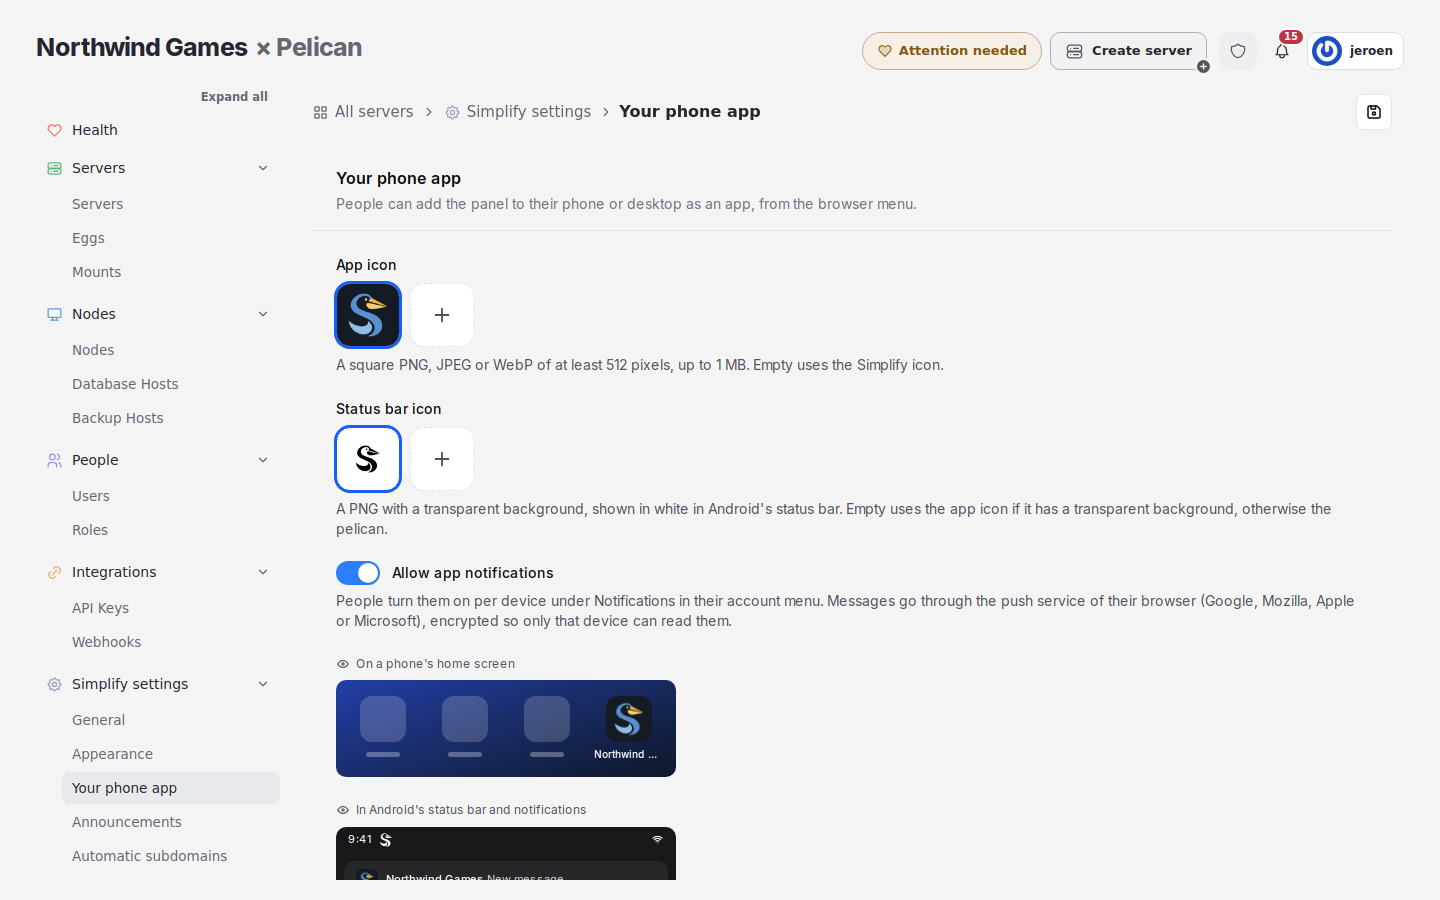 Northwind Games × Pelican
Attention needed
Create server
15
jeroen
Expand all
Health
Servers
Servers
Eggs
Mounts
Nodes
Nodes
Database Hosts
Backup Hosts
People
Users
Roles
Integrations
API Keys
Webhooks
Simplify settings
General
Appearance
Your phone app
Announcements
Automatic subdomains
All servers > Simplify settings > Your phone app
Your phone app
People can add the panel to their phone or desktop as an app, from the browser menu.
App icon
A square PNG, JPEG or WebP of at least 512 pixels, up to 1 MB. Empty uses the Simplify icon.
Status bar icon
A PNG with a transparent background, shown in white in Android's status bar. Empty uses the app icon if it has a transparent background, otherwise the
pelican.
Allow app notifications
People turn them on per device under Notifications in their account menu. Messages go through the push service of their browser (Google, Mozilla, Apple
or Microsoft), encrypted so only that device can read them.
On a phone's home screen
Northwind ...
In Android's status bar and notifications
9:41
Northwind Games New message